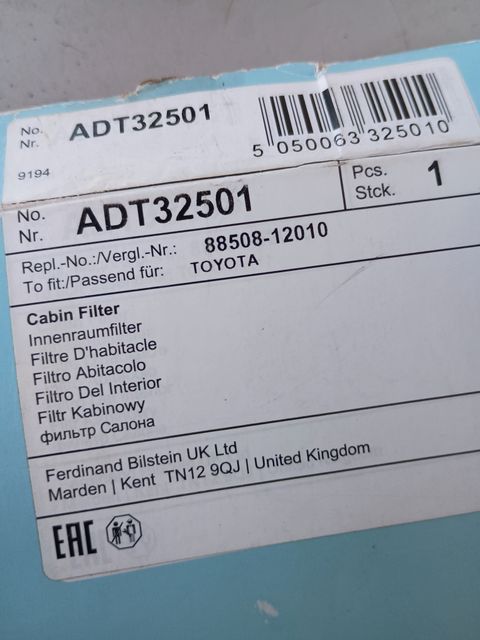 No.
Nr. ADT32501
9194
5 050063 325010
No.
Nr. ADT32501
Pcs.
Stck. 1
Repl.-No.:/Vergl.-Nr.: 88508-12010
To fit:/Passend für: TOYOTA
Cabin Filter
Innenraumfilter
Filtre D'habitacle
Filtro Abitacolo
Filtro Del Interior
Filtr Kabinowy
фильтр Салона
Ferdinand Bilstein UK Ltd
Marden | Kent TN12 9QJ | United Kingdom
EAC